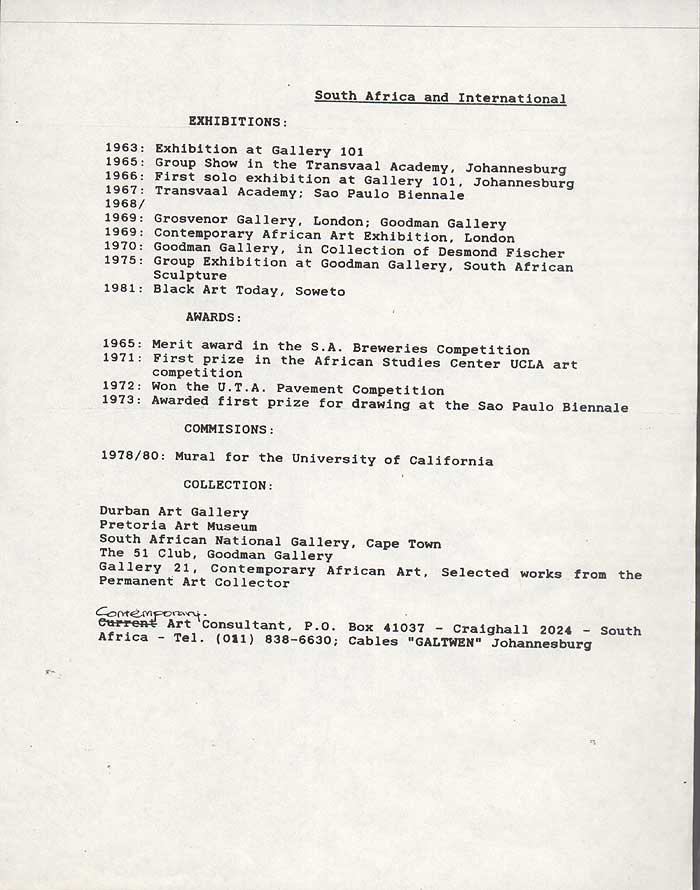 South Africa and International
EXHIBITIONS:
1963: Exhibition at Gallery 101
1965: Group Show in the Transvaal Academy, Johannesburg
1966: First solo exhibition at Gallery 101, Johannesburg
1967: Transvaal Academy; Sao Paulo Biennale
1968/
1969: Grosvenor Gallery, London; Goodman Gallery
1969: Contemporary African Art Exhibition, London
1970: Goodman Gallery, in Collection of Desmond Fischer
1975: Group Exhibition at Goodman Gallery, South African
Sculpture
1981: Black Art Today, Soweto
AWARDS:
1965: Merit award in the S.A. Breweries Competition
1971: First prize in the African Studies Center UCLA art
competition
1972: Won the U.T.A. Pavement Competition
1973: Awarded first prize for drawing at the Sao Paulo Biennale
COMMISIONS:
1978/80: Mural for the University of California
COLLECTION:
Durban Art Gallery
Pretoria Art Museum
South African National Gallery, Cape Town
The 51 Club, Goodman Gallery
Gallery 21, Contemporary African Art, Selected works from the
Permanent Art Collector
Contemporary.
Current Art Consultant, P.O. Box 41037 - Craighall 2024 - South
Africa - Tel. (011) 838-6630; Cables "GALTWEN" Johannesburg